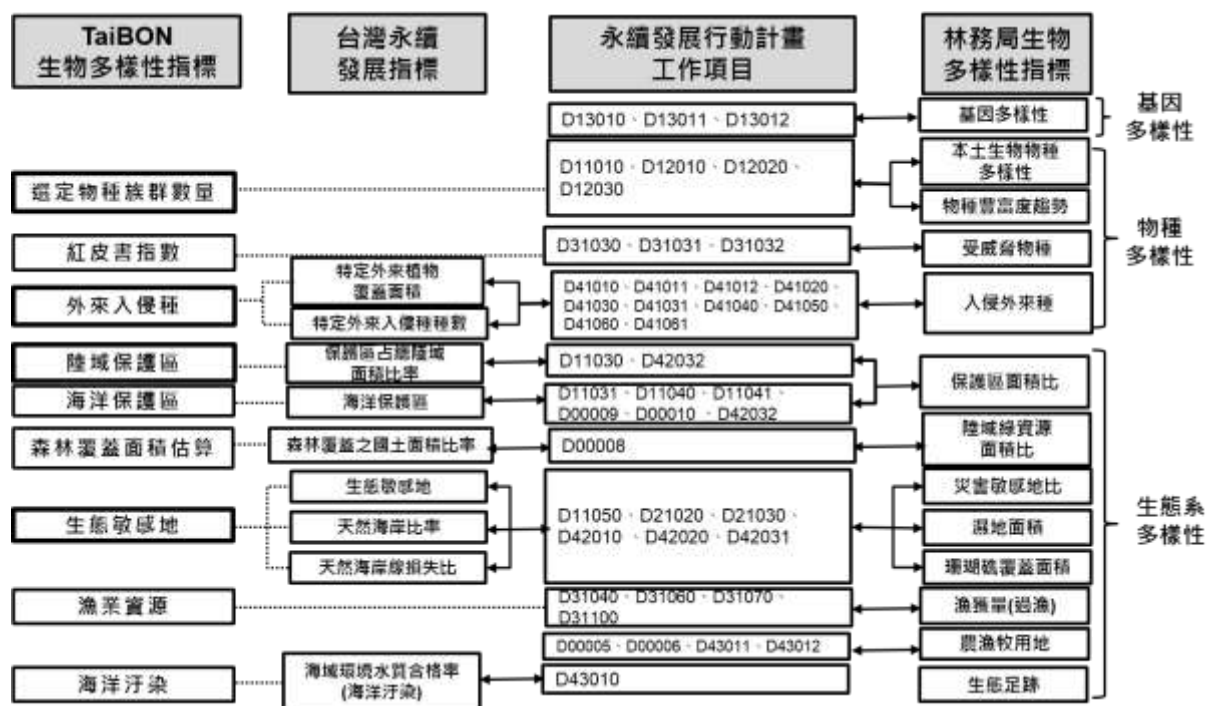 TaiBON
生物多樣性指標
台灣永續
發展指標
永續發展行動計畫
工作項目
林務局生物
多樣性指標
D13010、D13011、D13012
基因多樣性
基因
多樣性
選定物種族群數量
D11010、D12010、D12020、
D12030
本土生物物種
多樣性
物種豐富度趨勢
物種
多樣性
紅皮書指數
D31030、D31031、D31032
受威脅物種
外來入侵種
特定外來植物
覆蓋面積
特定外來入侵種種數
D41010、D41011、D41012、D41020、
D41030、D41031、D41040、D41050、
D41060、D41061
入侵外來種
陸域保護區
保護區占總陸域
面積比率
D11030、D42032
保護區面積比
海洋保護區
海洋保護區
D11031、D11040、D11041、
D00009、D00010 、D42032
森林覆蓋面積估算
森林覆蓋之國土面積比率
D00008
陸域綠資源
面積比
生態敏感地
生態敏感地
天然海岸比率
天然海岸線損失比
D11050、D21020、D21030、
D42010 、D42020、D42031
災害敏感地比
濕地面積
珊瑚礁覆蓋面積
生態系
多樣性
漁業資源
D31040、D31060、D31070、
D31100
漁獲量(過漁)
D00005、D00006、D43011、D43012
農漁牧用地
海洋汙染
海域環境水質合格率
(海洋汙染)
D43010
生態足跡